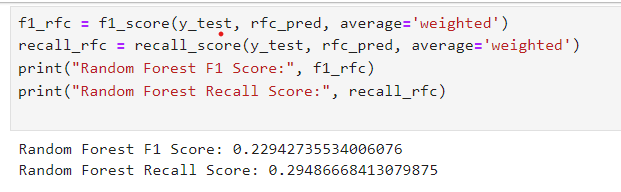 f1_rfc = f1_score(y_test, rfc_pred, average='weighted')
recall_rfc = recall_score(y_test, rfc_pred, average='weighted')
print("Random Forest F1 Score:", f1_rfc)
print("Random Forest Recall Score:", recall_rfc)
Random Forest F1 Score: 0.22942735534006076
Random Forest Recall Score: 0.29486668413079875